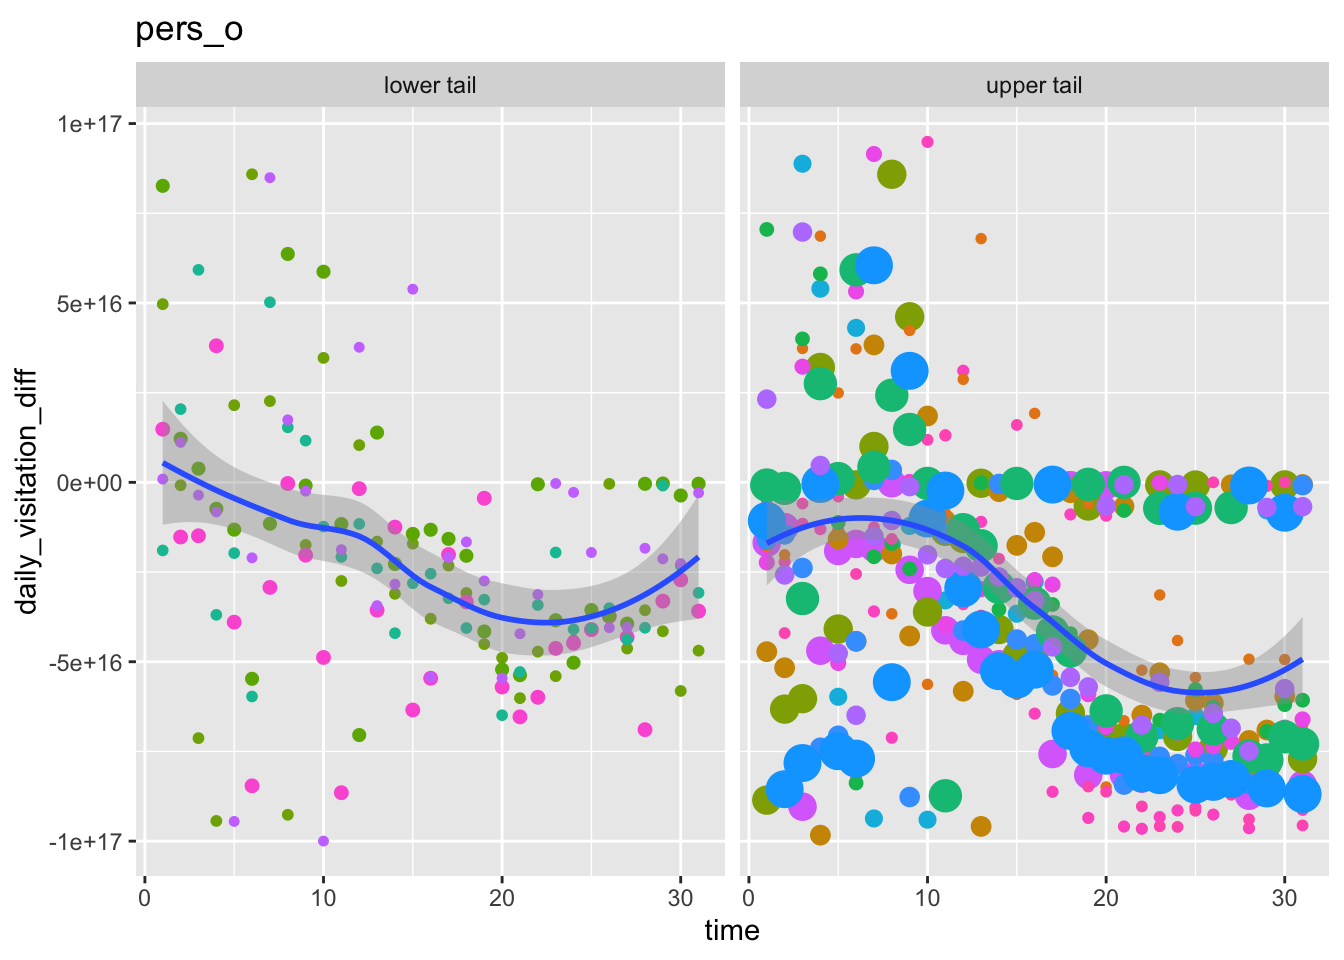 pers_o
lower tail
upper tail
1e+17
5e+16
0e+00
-5e+16
-1e+17
daily_visitation_diff
0 10 20 30
0 10 20 30
time